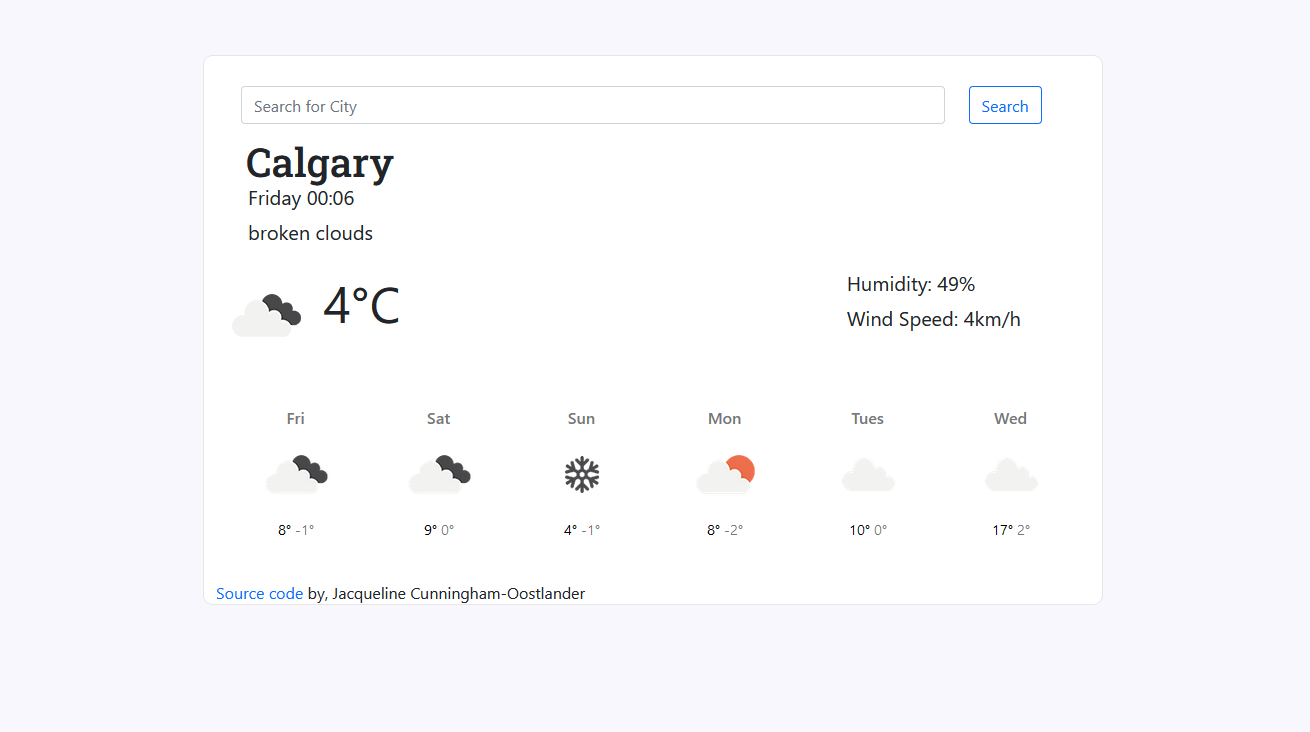 Search for City
Search
Calgary
Friday 00:06
broken clouds
4°C
Humidity: 49%
Wind Speed: 4km/h
Fri Sat Sun Mon Tues Wed
8° -1° 9° 0° 4° -1° 8° -2° 10° 0° 17° 2°
Source code by, Jacqueline Cunningham-Oostlander